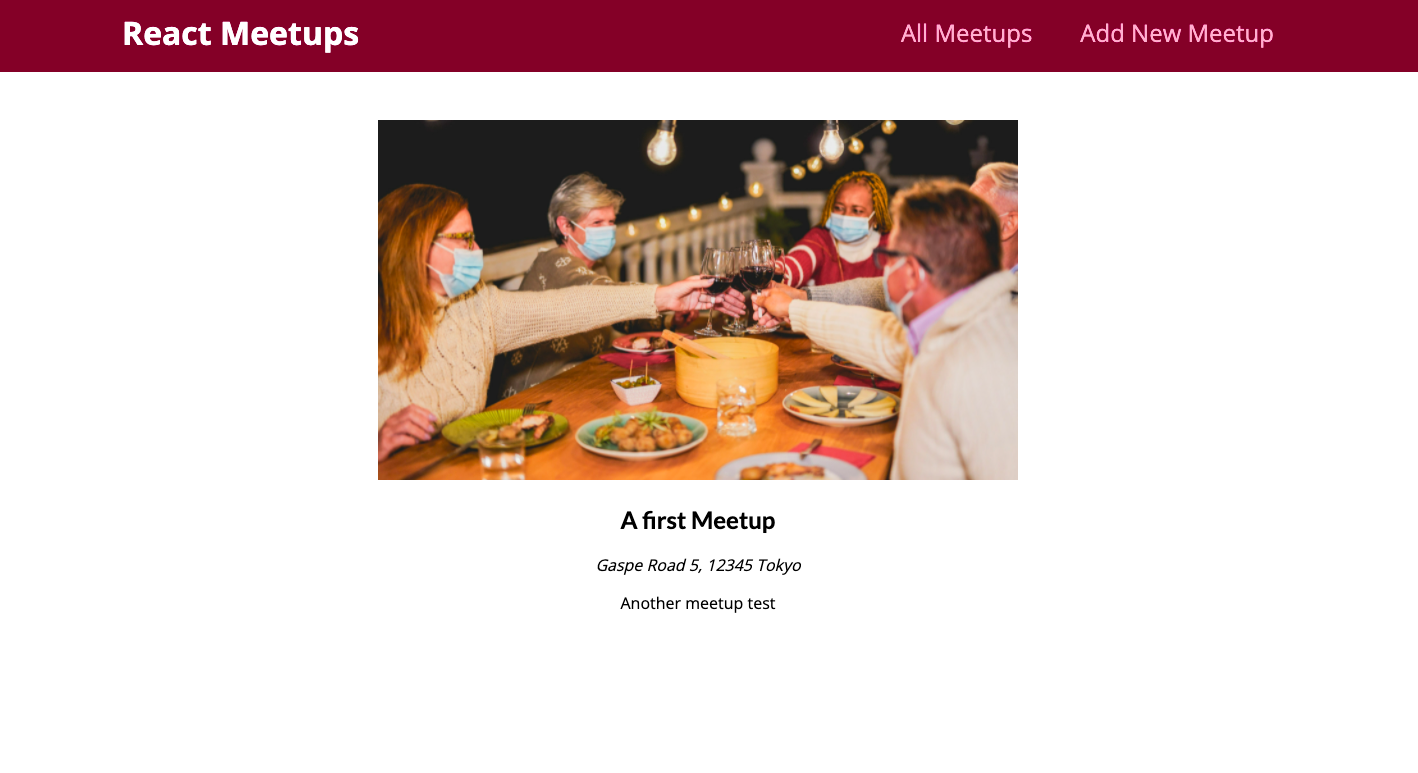 React Meetups
All Meetups
Add New Meetup
A first Meetup
Gaspe Road 5, 12345 Tokyo
Another meetup test